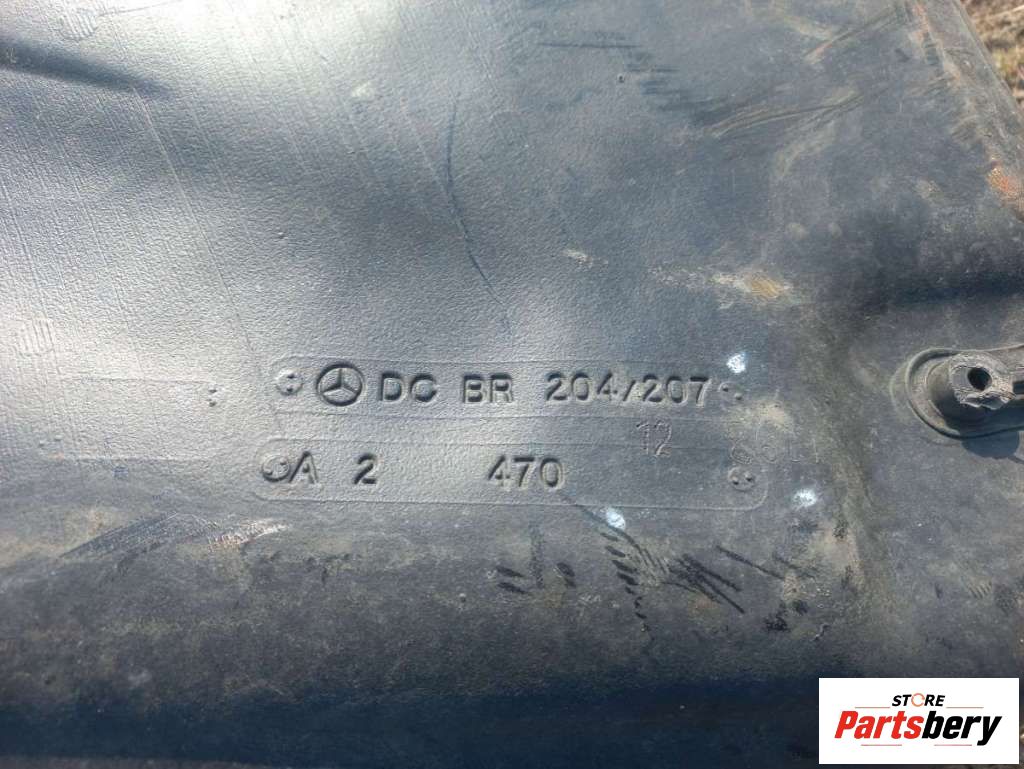 DC BR 204/207
12
A 2 470
STORE
Partsbery